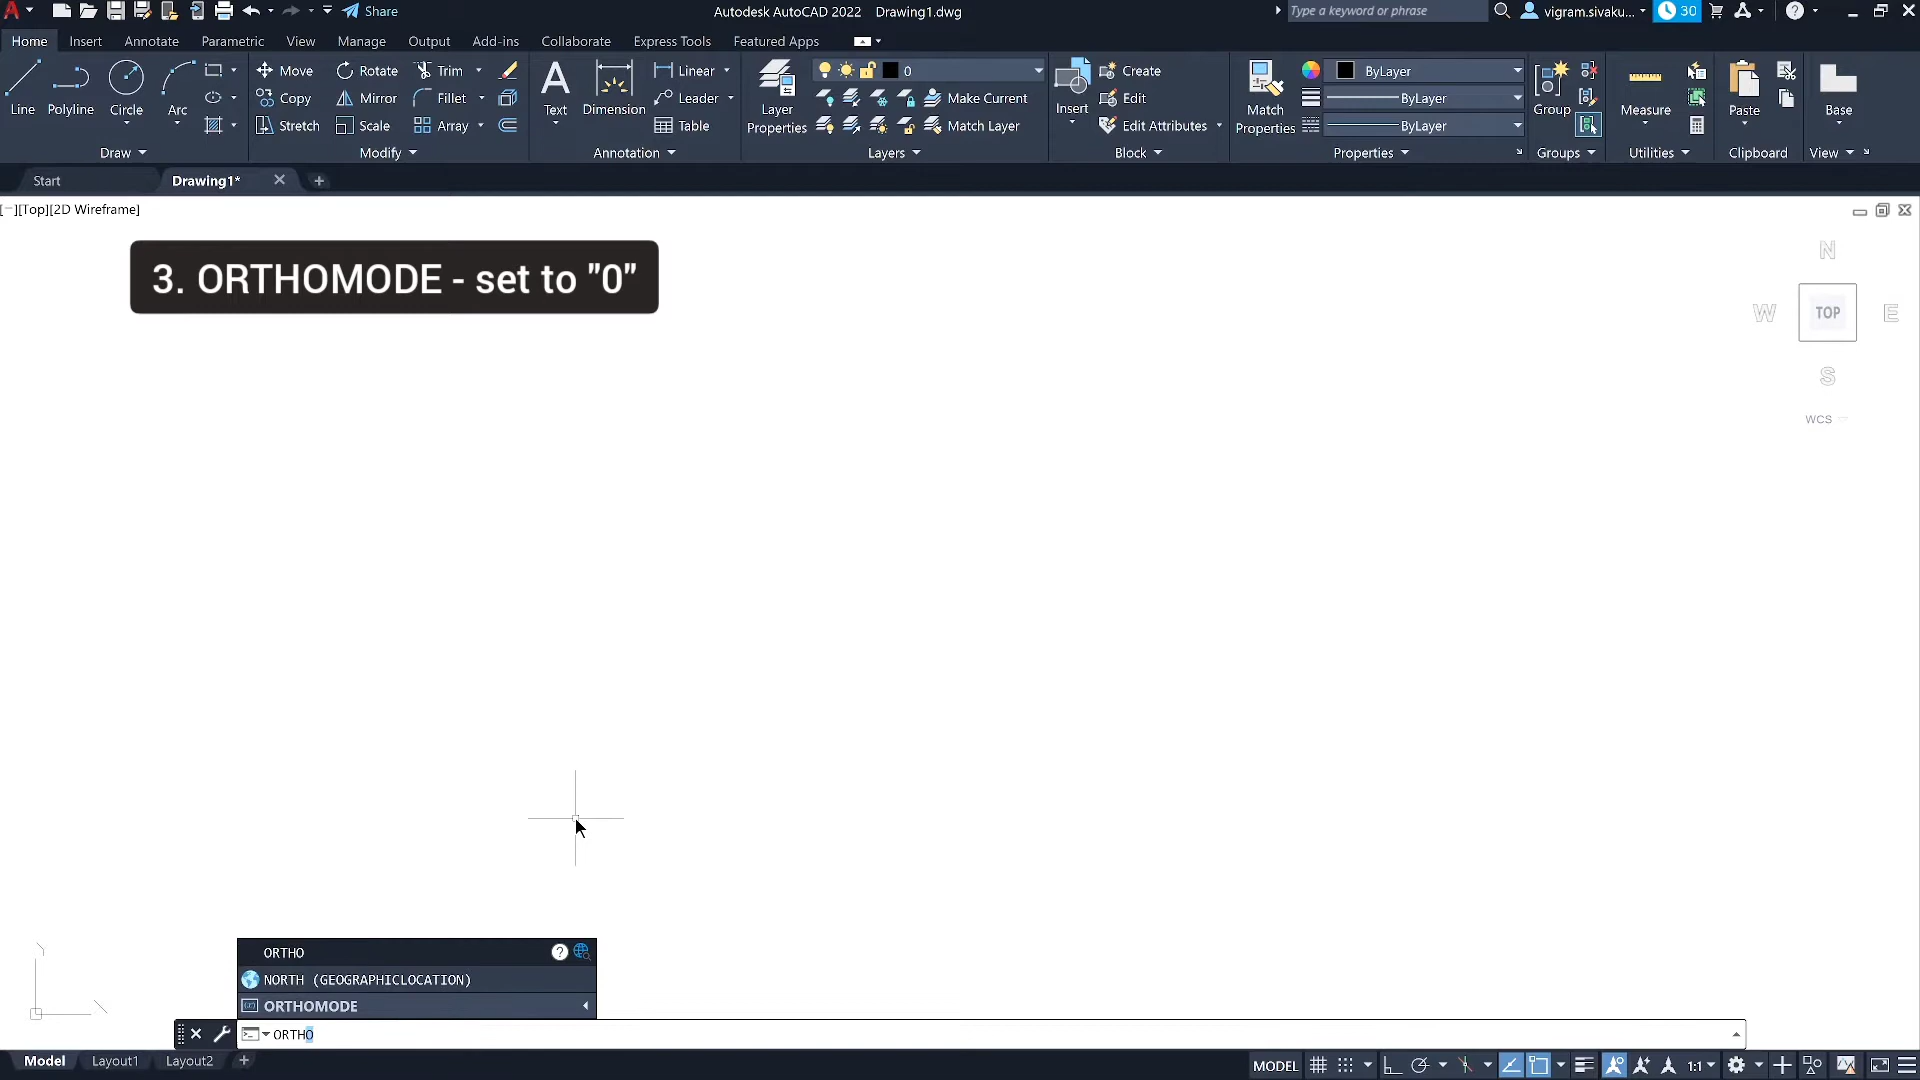 Share
Autodesk AutoCAD 2022 Drawing1.dwg
Type a keyword or phrase
vigram.sivaku...
30
Home Insert Annotate Parametric View Manage Output Add-ins Collaborate Express Tools Featured Apps
Line Polyline Circle Arc
Draw
Move Rotate Trim
Copy Mirror Fillet
Stretch Scale Array
Modify
Text Dimension
Linear
Leader
Table
Annotation
Layer Properties
0
Make Current
Match Layer
Layers
Insert
Create
Edit
Edit Attributes
Block
Match Properties
ByLayer
ByLayer
ByLayer
Properties
Group
Groups
Measure
Utilities
Paste
Clipboard
Base
View
Start Drawing1*
[−][Top][2D Wireframe]
3. ORTHOMODE - set to "0"
N
W TOP E
S
WCS
ORTHO
NORTH (GEOGRAPHICLOCATION)
ORTHOMODE
ORTHO
Model Layout1 Layout2
MODEL 1:1